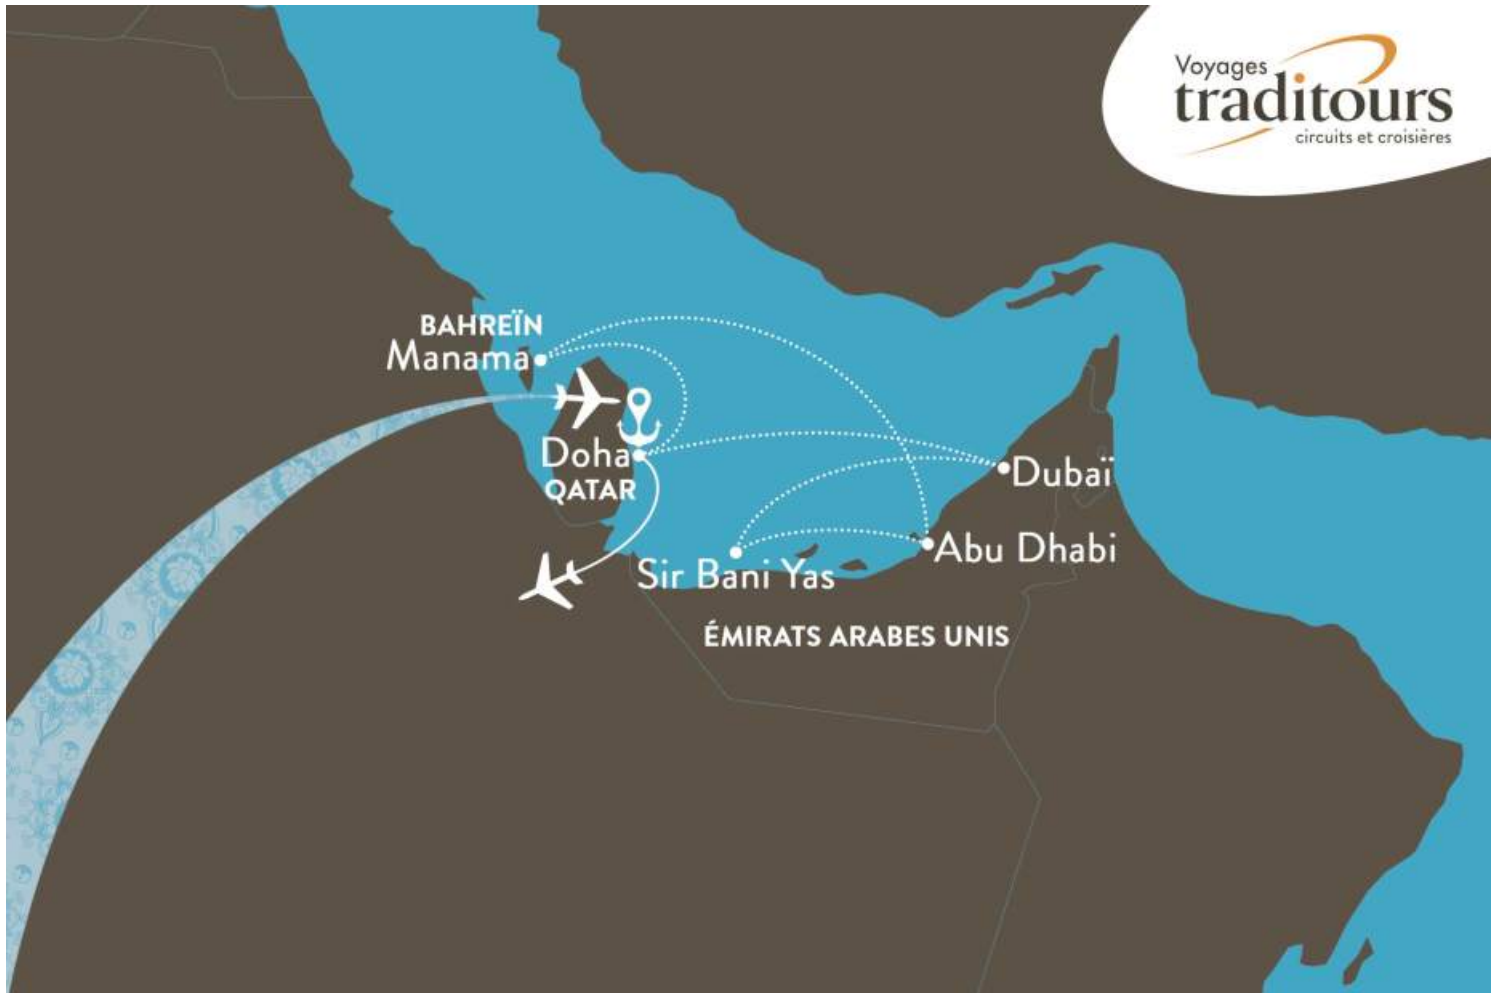 Voyages
traditours
circuits et croisières
BAHREÏN
Manama
Doha
QATAR
Dubaï
Abu Dhabi
Sir Bani Yas
ÉMIRATS ARABES UNIS